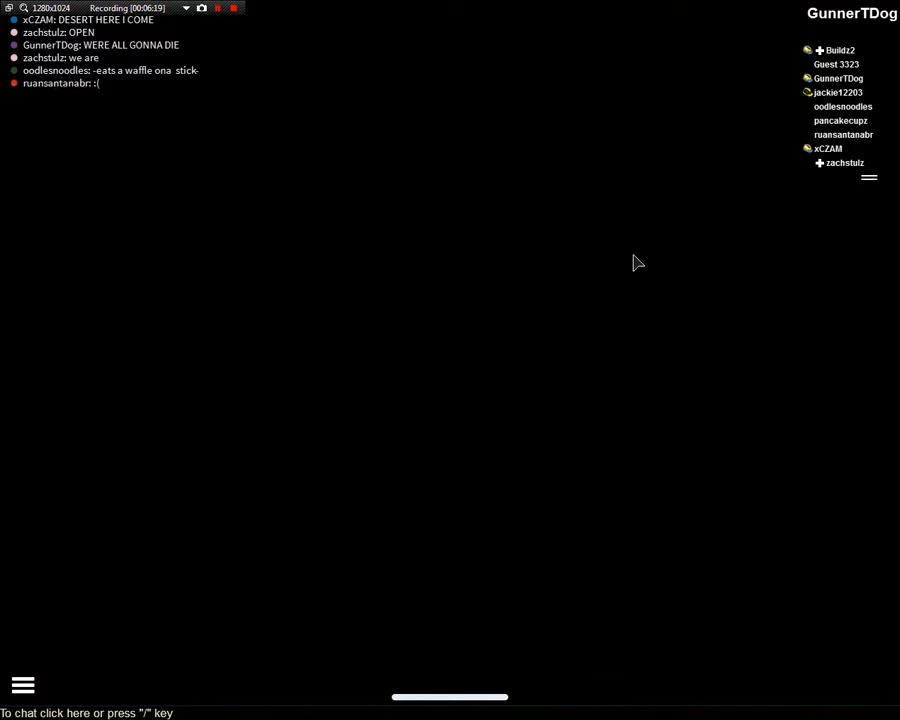 1280x1024 Recording [00:06:19]
xCZAM: DESERT HERE I COME
zachstulz: OPEN
GunnerTDog: WERE ALL GONNA DIE
zachstulz: we are
oodlesnoodles: -eats a waffle ona  stick-
ruansantanabr: :(
GunnerTDog
Buildz2
Guest 3323
GunnerTDog
jackie12203
oodlesnoodles
pancakecupz
ruansantanabr
xCZAM
zachstulz
To chat click here or press "/" key